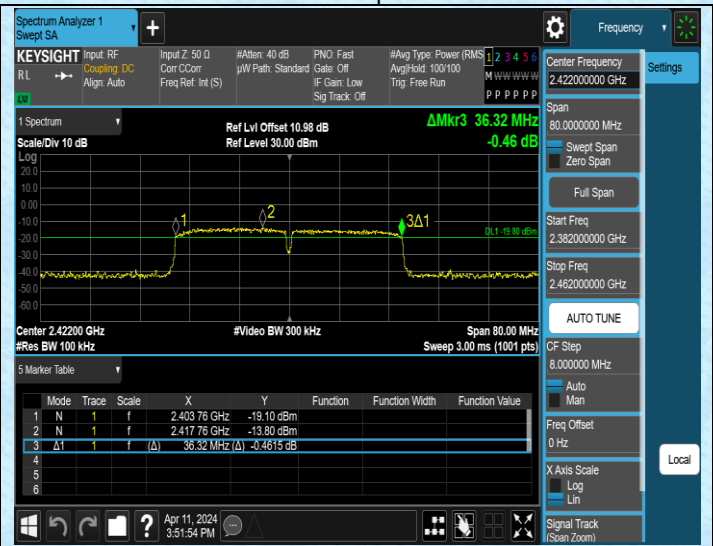 Spectrum Analyzer 1
Swept SA
+
Frequency
KEYSIGHT
RL
LXI
Input: RF
Coupling: DC
Align: Auto
Input Z: 50 Ω
Corr CCorr
Freq Ref: Int (S)
#Atten: 40 dB
µW Path: Standard
PNO: Fast
Gate: Off
IF Gain: Low
Sig Track: Off
#Avg Type: Power (RMS
Avg|Hold: 100/100
Trig: Free Run
1 2 3 4 5 6
M W W W W W
P P P P P P
1 Spectrum
Scale/Div 10 dB
Ref Lvl Offset 10.98 dB
Ref Level 30.00 dBm
ΔMkr3 36.32 MHz
-0.46 dB
Log
20.0
10.0
0.00
-10.0
-20.0
-30.0
-40.0
-50.0
-60.0
1
2
3Δ1
DL1 -19.80 dBm
Center 2.42200 GHz
#Res BW 100 kHz
#Video BW 300 kHz
Span 80.00 MHz
Sweep 3.00 ms (1001 pts)
5 Marker Table
Mode Trace Scale X Y Function Function Width Function Value
1 N 1 f 2.403 76 GHz -19.10 dBm
2 N 1 f 2.417 76 GHz -13.80 dBm
3 Δ1 1 f (Δ) 36.32 MHz (Δ) -0.4615 dB
4
5
6
?
Apr 11, 2024
3:51:54 PM
Center Frequency
2.422000000 GHz
Span
80.0000000 MHz
Swept Span
Zero Span
Full Span
Start Freq
2.382000000 GHz
Stop Freq
2.462000000 GHz
AUTO TUNE
CF Step
8.000000 MHz
Auto
Man
Freq Offset
0 Hz
X Axis Scale
Log
Lin
Signal Track
(Span Zoom)
Settings
Local